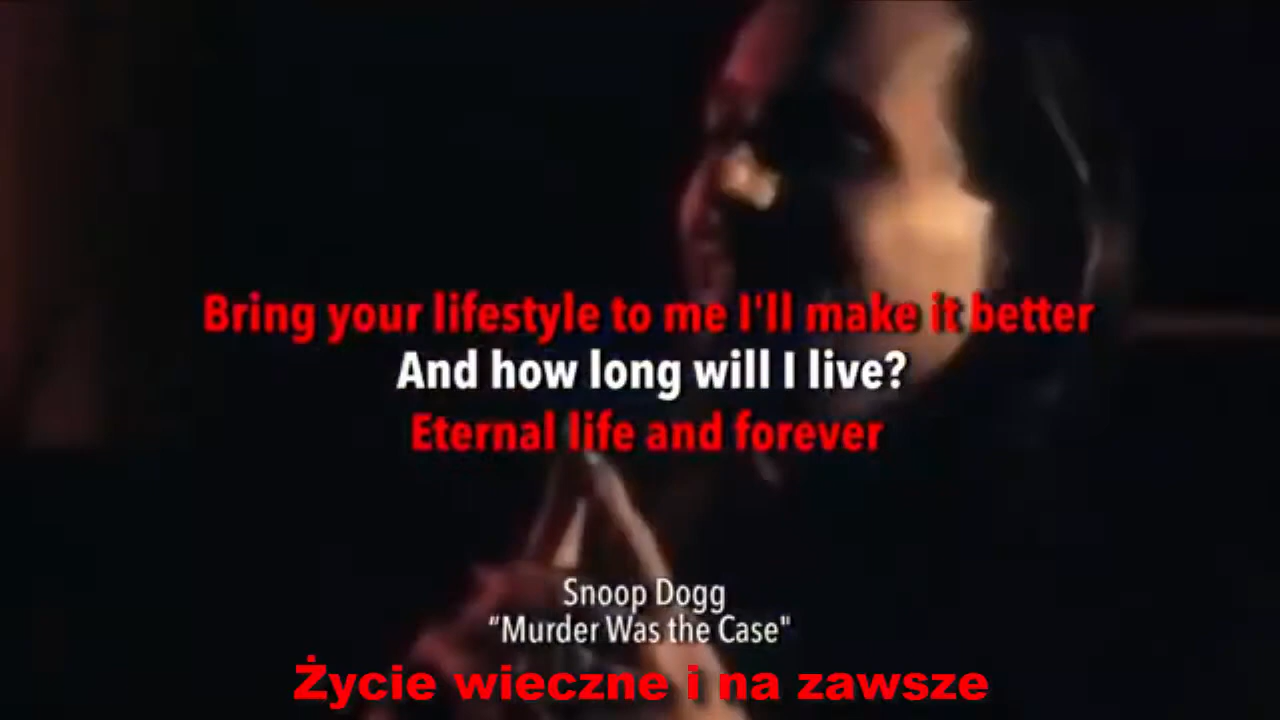 Bring your lifestyle to me I'll make it better
And how long will I live?
Eternal life and forever
Snoop Dogg
“Murder Was the Case"
Życie wieczne i na zawsze